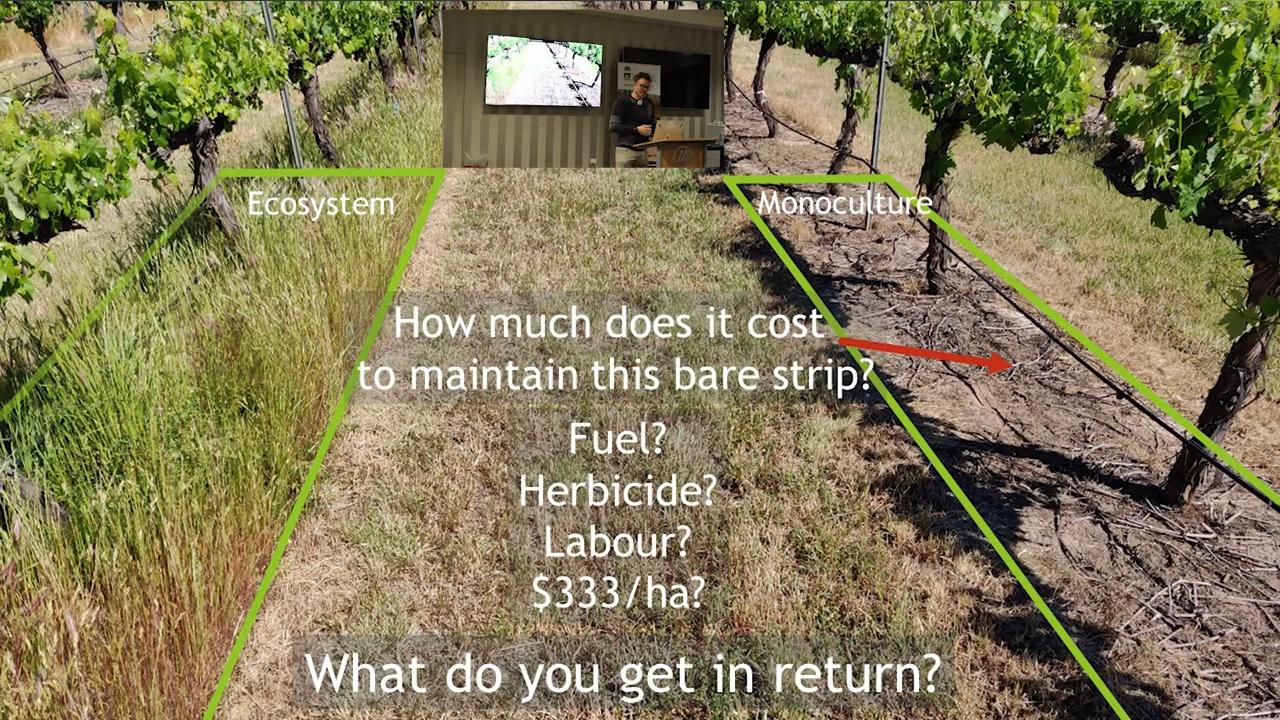 Ecosystem
Monoculture
How much does it cost
to maintain this bare strip?
Fuel?
Herbicide?
Labour?
$333/ha?
What do you get in return?